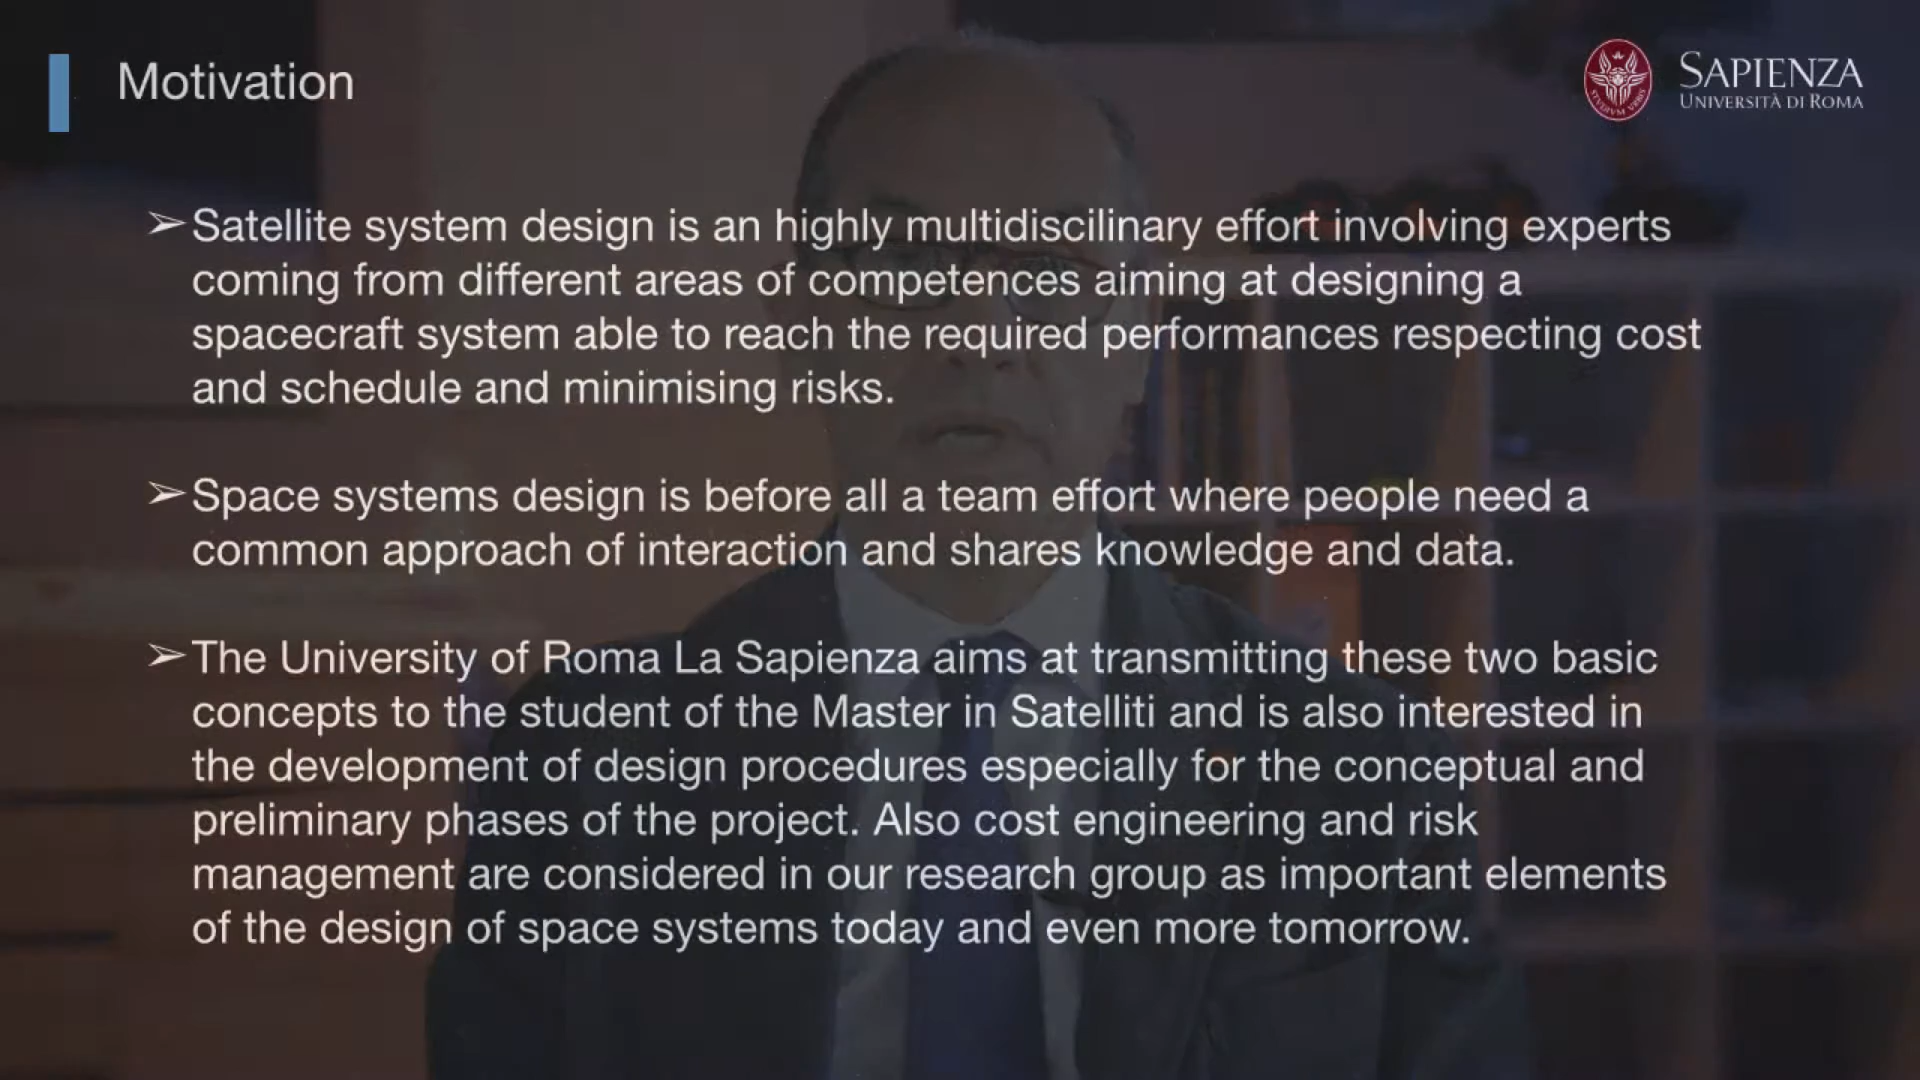 Motivation
SAPIENZA
UNIVERSITÀ DI ROMA
STVDIVM VRBIS
➢ Satellite system design is an highly multidiscilinary effort involving experts
coming from different areas of competences aiming at designing a
spacecraft system able to reach the required performances respecting cost
and schedule and minimising risks.
➢ Space systems design is before all a team effort where people need a
common approach of interaction and shares knowledge and data.
➢ The University of Roma La Sapienza aims at transmitting these two basic
concepts to the student of the Master in Satelliti and is also interested in
the development of design procedures especially for the conceptual and
preliminary phases of the project. Also cost engineering and risk
management are considered in our research group as important elements
of the design of space systems today and even more tomorrow.